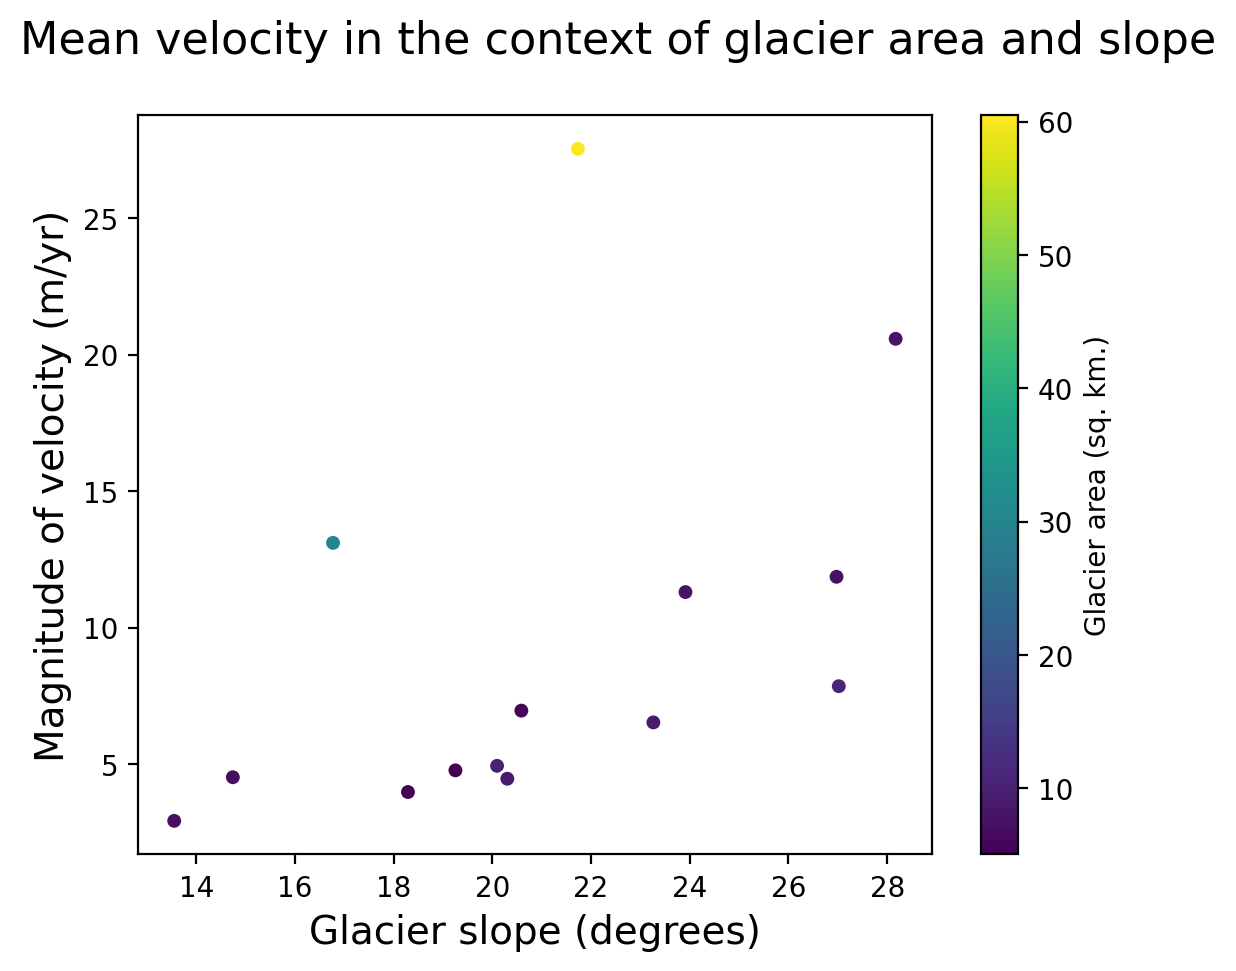 Mean velocity in the context of glacier area and slope
Magnitude of velocity (m/yr)
25
20
15
10
5
14 16 18 20 22 24 26 28
Glacier slope (degrees)
60
50
40
30
20
10
Glacier area (sq. km.)